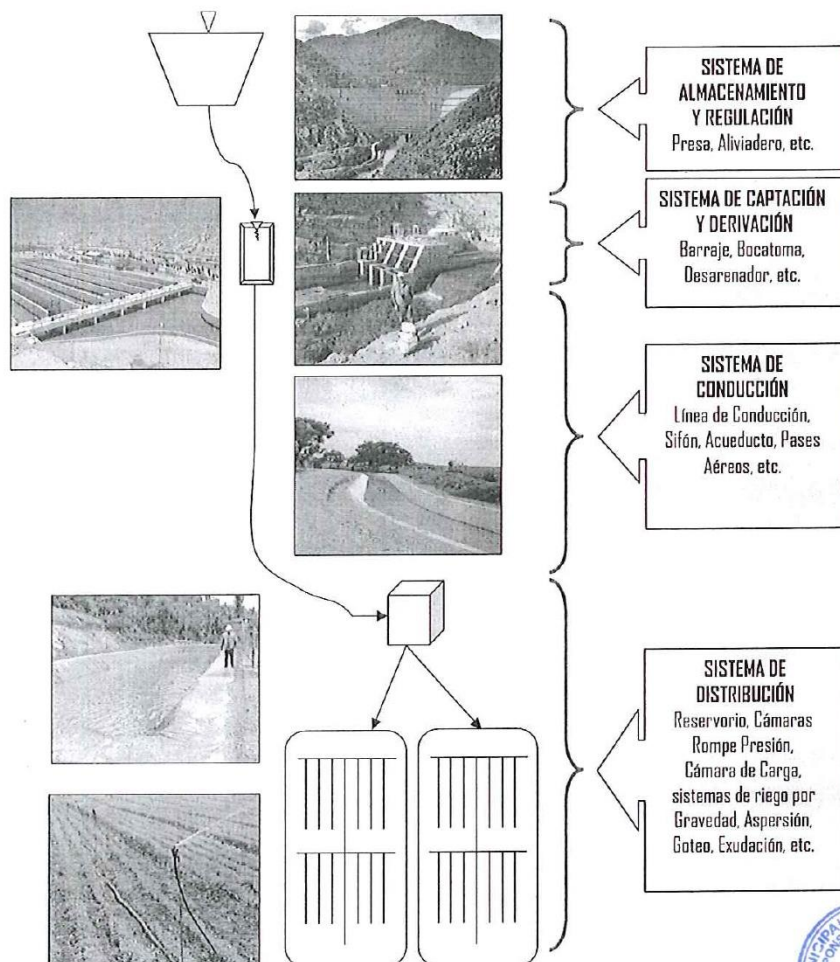 SISTEMA DE
ALMACENAMIENTO
Y REGULACIÓN
Presa, Aliviadero, etc.
SISTEMA DE CAPTACIÓN
Y DERIVACIÓN
Barraje, Bocatoma,
Desarenador, etc.
SISTEMA DE
CONDUCCIÓN
Línea de Conducción,
Sifón, Acueducto, Pases
Aéreos, etc.
SISTEMA DE
DISTRIBUCIÓN
Reservorio, Cámaras
Rompe Presión,
Cámara de Carga,
sistemas de riego por
Gravedad, Aspersión,
Goteo, Exudación, etc.